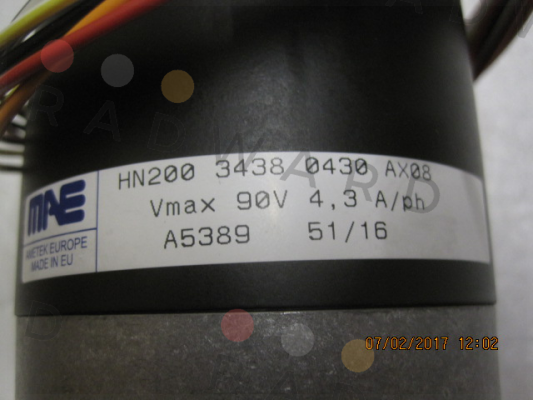 HN200 3438 0430 AX08
Vmax 90V 4,3 A/ph
A5389 51/16
MAE
AMETEK EUROPE
MADE IN EU
RADWARD
07/02/2017 12:02